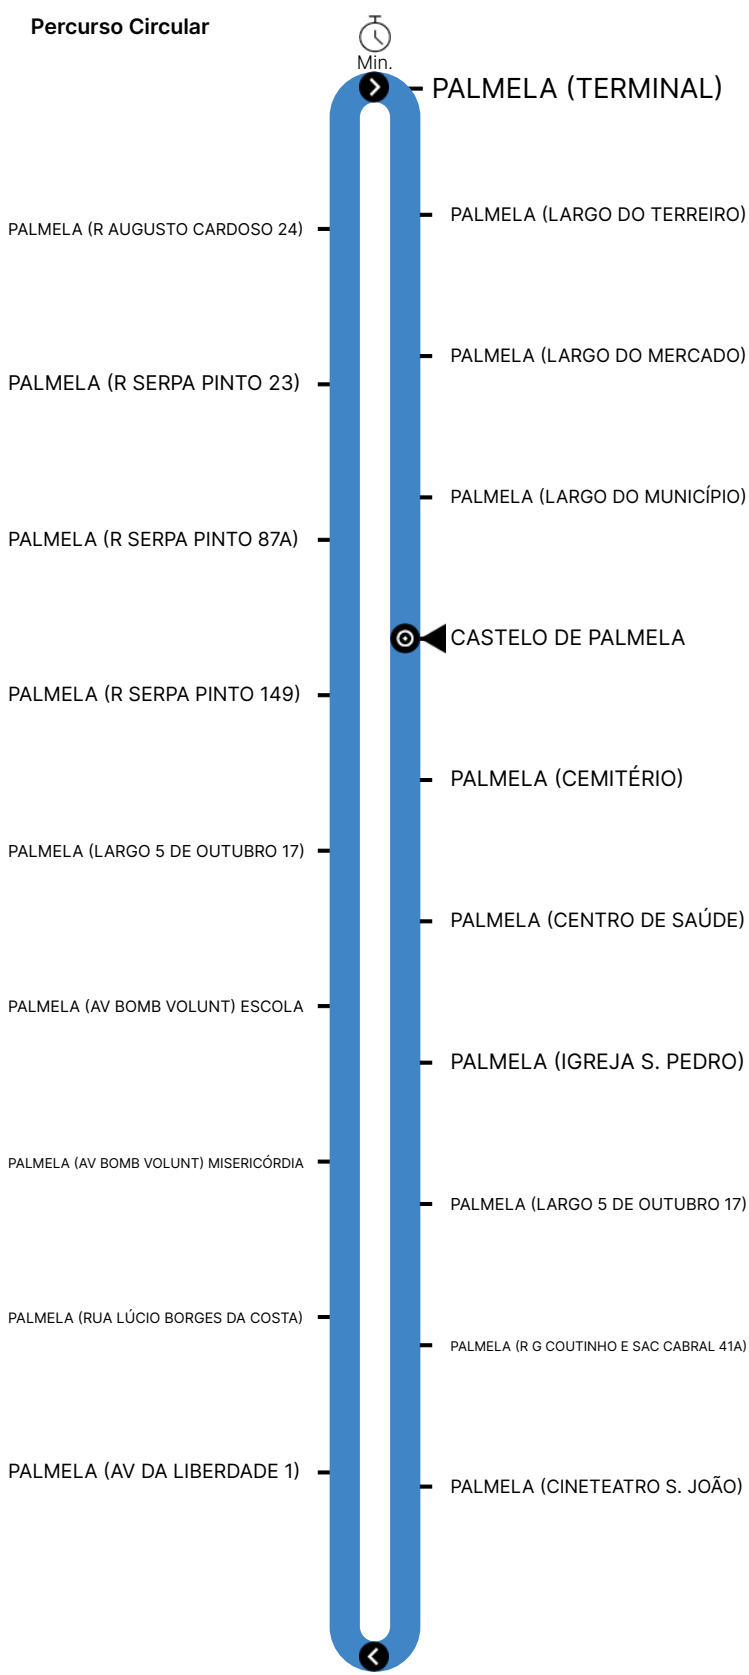 Percurso Circular
Min.
PALMELA (TERMINAL)
PALMELA (LARGO DO TERREIRO)
PALMELA (LARGO DO MERCADO)
PALMELA (LARGO DO MUNICÍPIO)
CASTELO DE PALMELA
PALMELA (CEMITÉRIO)
PALMELA (CENTRO DE SAÚDE)
PALMELA (IGREJA S. PEDRO)
PALMELA (LARGO 5 DE OUTUBRO 17)
PALMELA (R G COUTINHO E SAC CABRAL 41A)
PALMELA (CINETEATRO S. JOÃO)
PALMELA (R AUGUSTO CARDOSO 24)
PALMELA (R SERPA PINTO 23)
PALMELA (R SERPA PINTO 87A)
PALMELA (R SERPA PINTO 149)
PALMELA (LARGO 5 DE OUTUBRO 17)
PALMELA (AV BOMB VOLUNT) ESCOLA
PALMELA (AV BOMB VOLUNT) MISERICÓRDIA
PALMELA (RUA LÚCIO BORGES DA COSTA)
PALMELA (AV DA LIBERDADE 1)